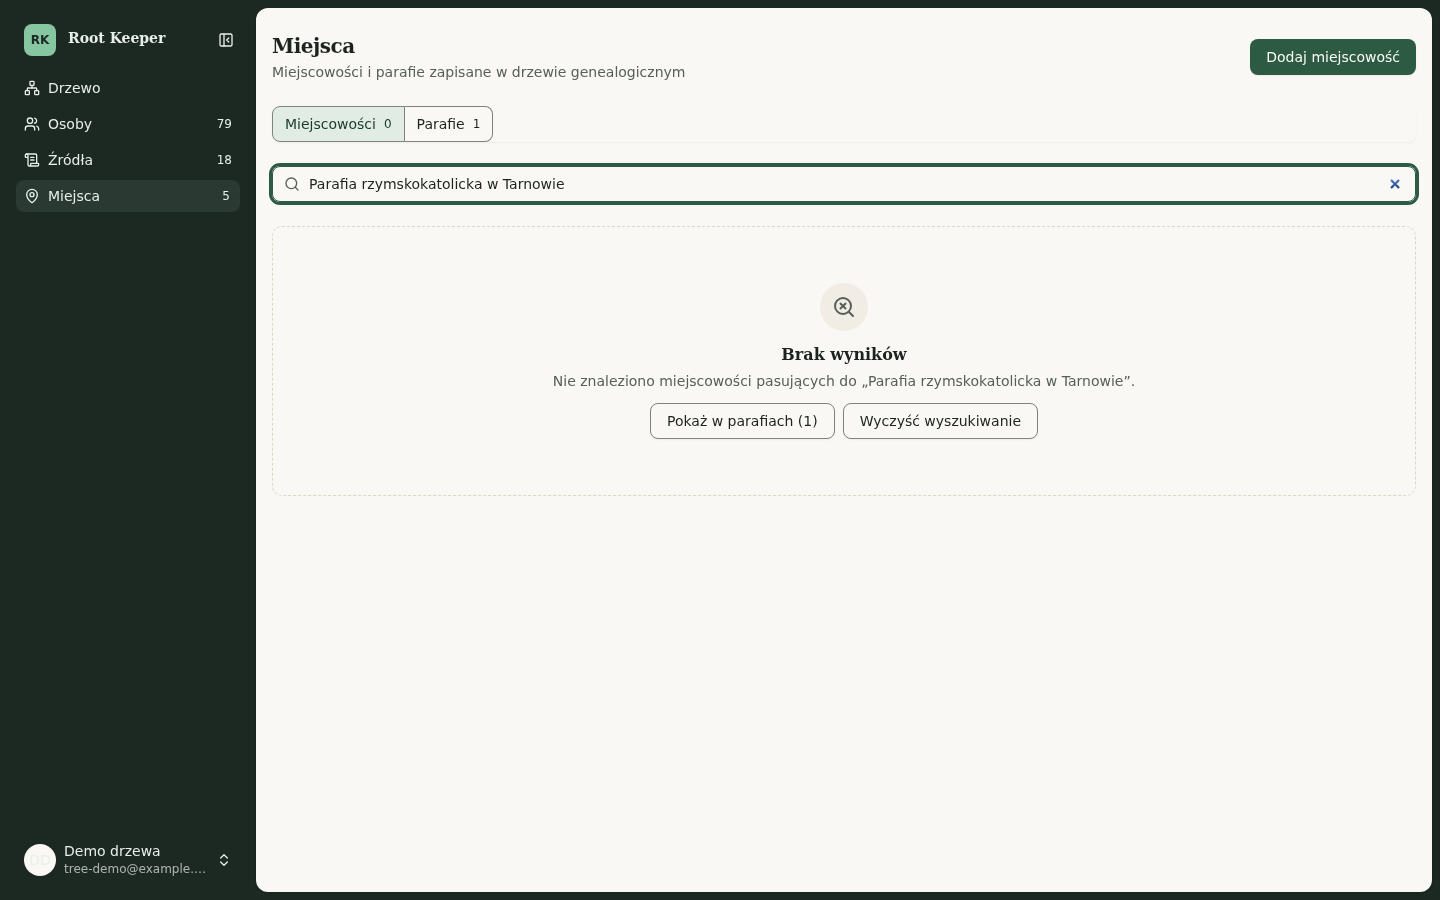 RK
Root Keeper
Drzewo
Osoby 79
Źródła 18
Miejsca 5
Demo drzewa
tree-demo@example....
Miejsca
Miejscowości i parafie zapisane w drzewie genealogicznym
Dodaj miejscowość
Miejscowości 0
Parafie 1
Parafia rzymskokatolicka w Tarnowie
Brak wyników
Nie znaleziono miejscowości pasujących do „Parafia rzymskokatolicka w Tarnowie”.
Pokaż w parafiach (1)
Wyczyść wyszukiwanie